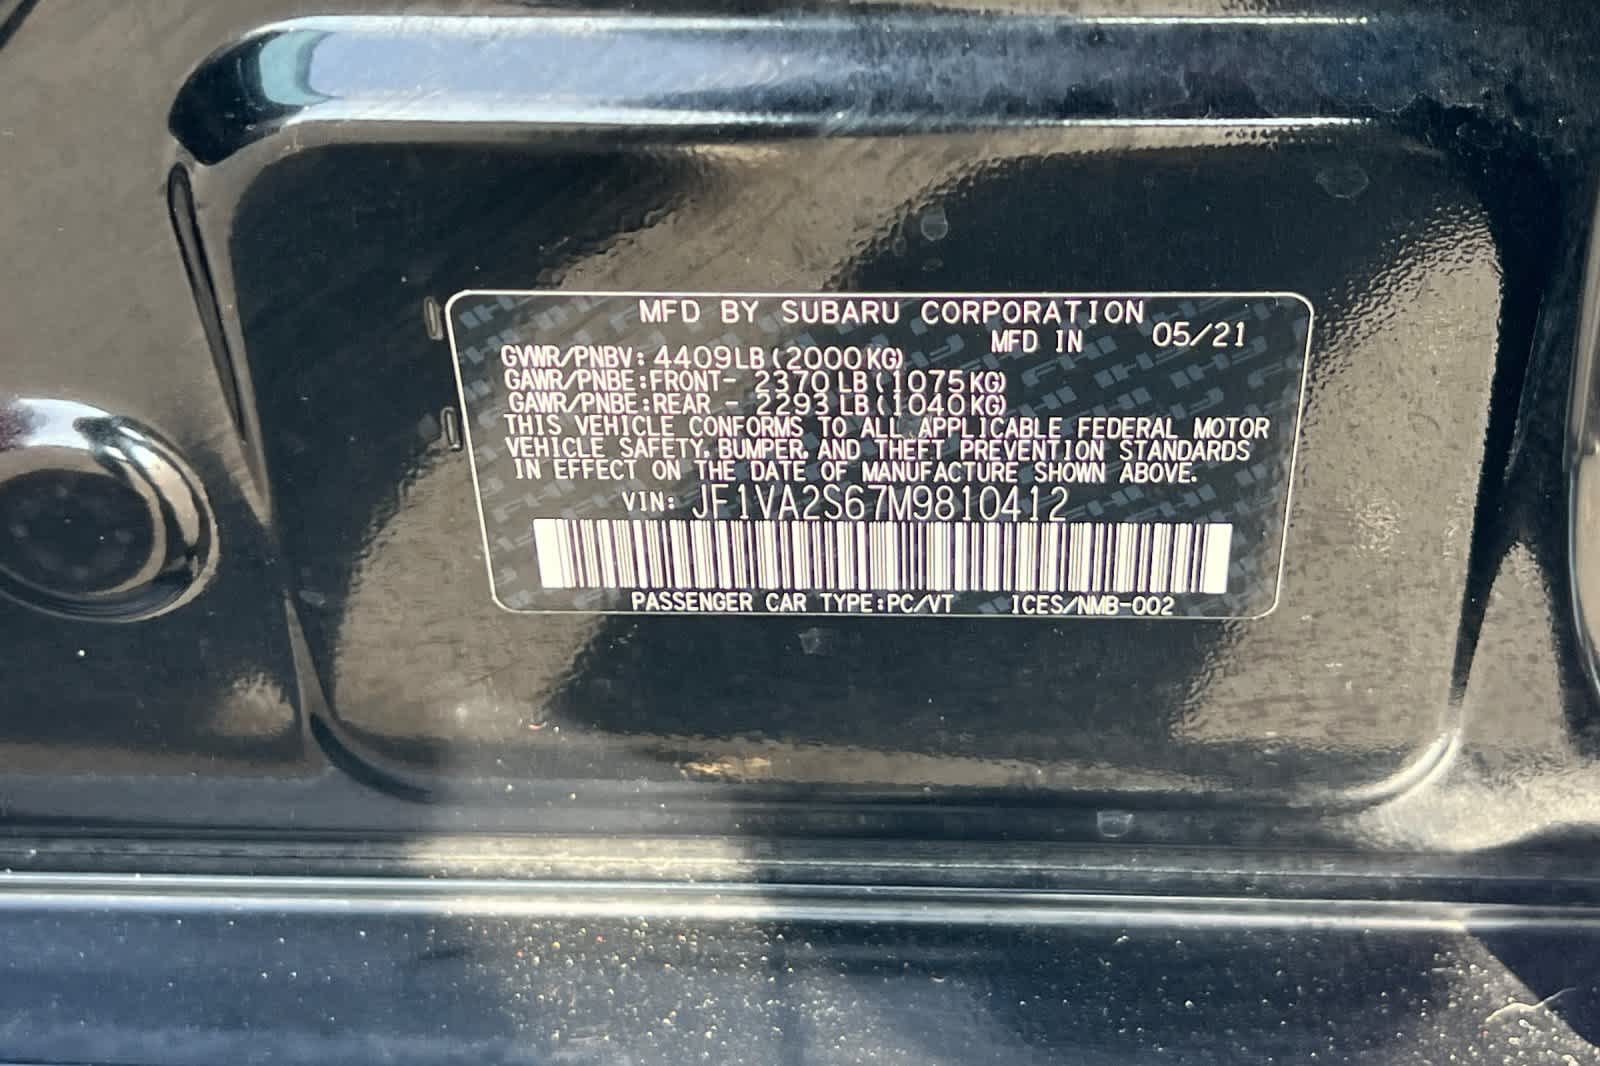 MFD BY SUBARU CORPORATION
MFD IN 05/21
GVWR/PNBV: 4409LB(2000KG)
GAWR/PNBE:FRONT- 2370LB(1075KG)
GAWR/PNBE:REAR - 2293LB(1040KG)
THIS VEHICLE CONFORMS TO ALL APPLICABLE FEDERAL MOTOR
VEHICLE SAFETY, BUMPER, AND THEFT PREVENTION STANDARDS
IN EFFECT ON THE DATE OF MANUFACTURE SHOWN ABOVE.
VIN: JF1VA2S67M9810412
PASSENGER CAR TYPE:PC/VT ICES/NMB-002